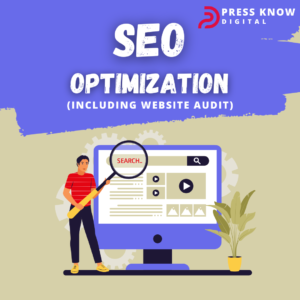 PRESS KNOW
DIGITAL
SEO
OPTIMIZATION
(INCLUDING WEBSITE AUDIT)
SEARCH..